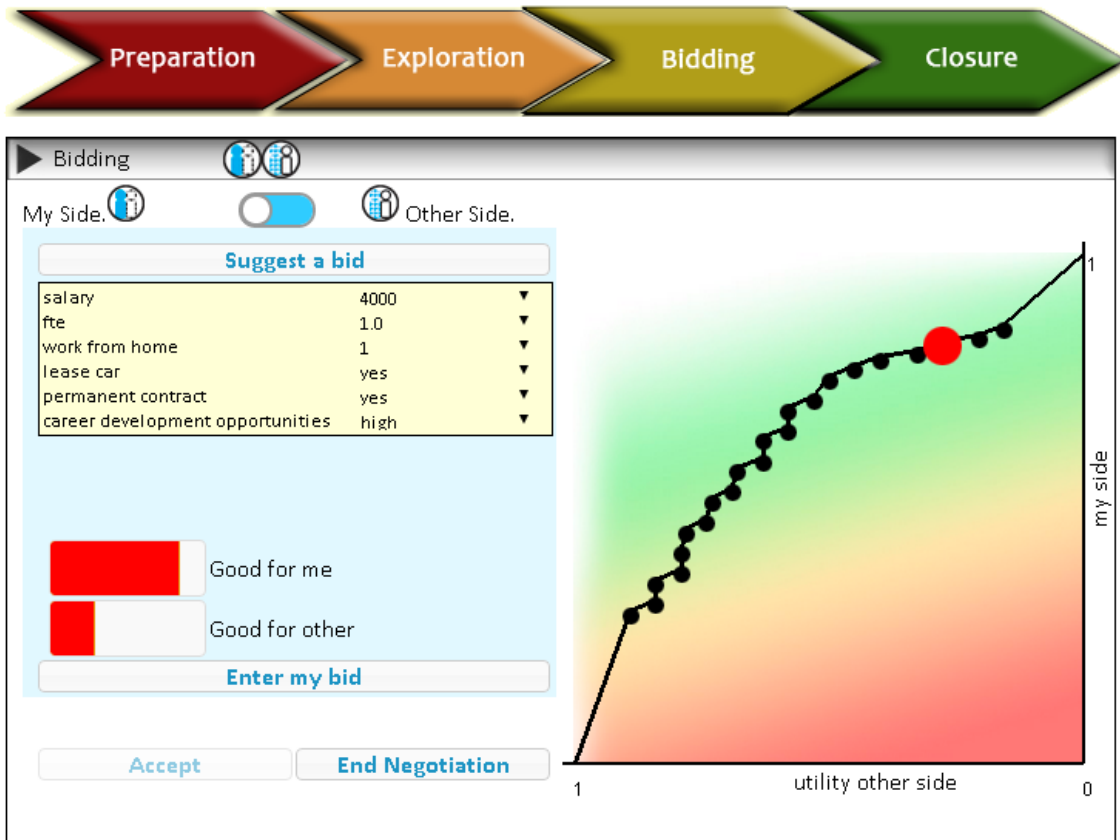 Preparation Exploration Bidding Closure
Bidding
My Side. Other Side.
Suggest a bid
salary 4000
fte 1.0
work from home 1
lease car yes
permanent contract yes
career development opportunities high
Good for me
Good for other
Enter my bid
Accept End Negotiation
1
my side
utility other side
1 0